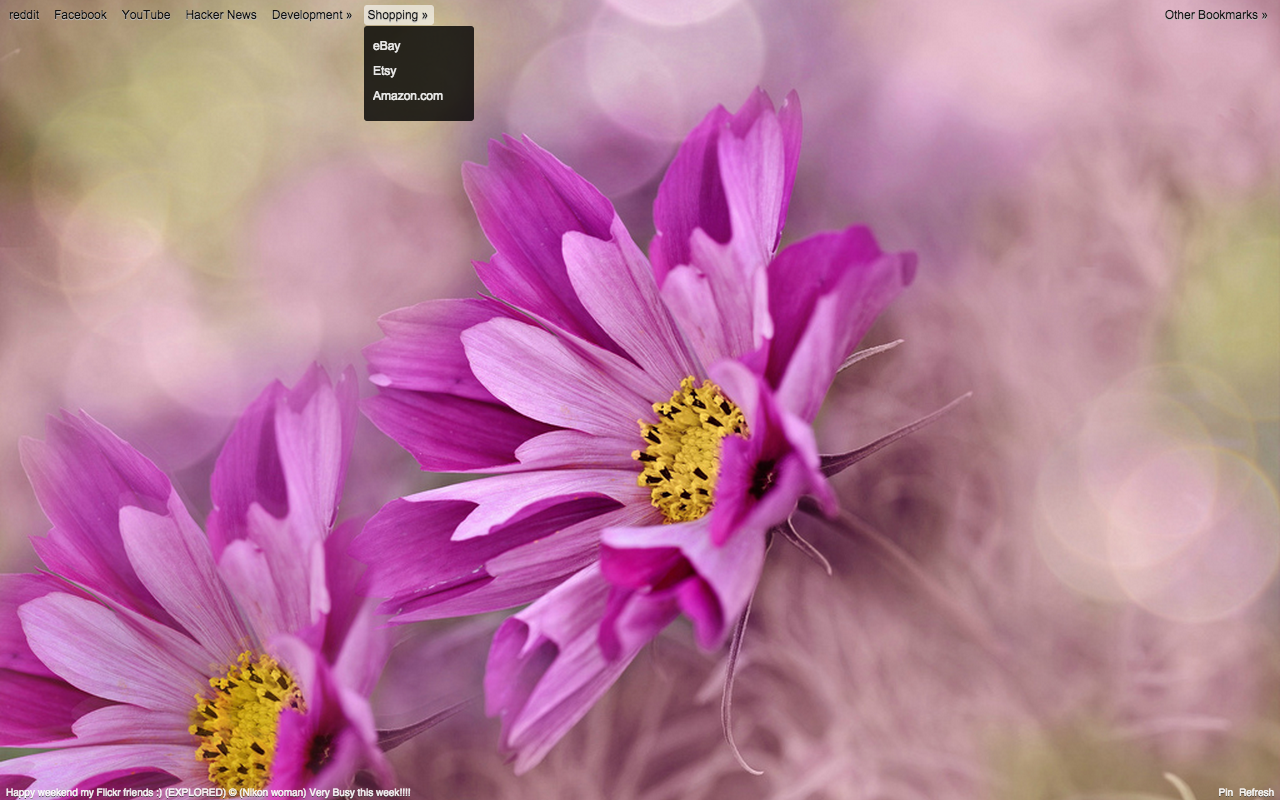 reddit Facebook YouTube Hacker News Development » Shopping » Other Bookmarks »
eBay
Etsy
Amazon.com
Happy weekend my Flickr friends :) (EXPLORED) © (Nikon woman) Very Busy this week!!!! Pin Refresh